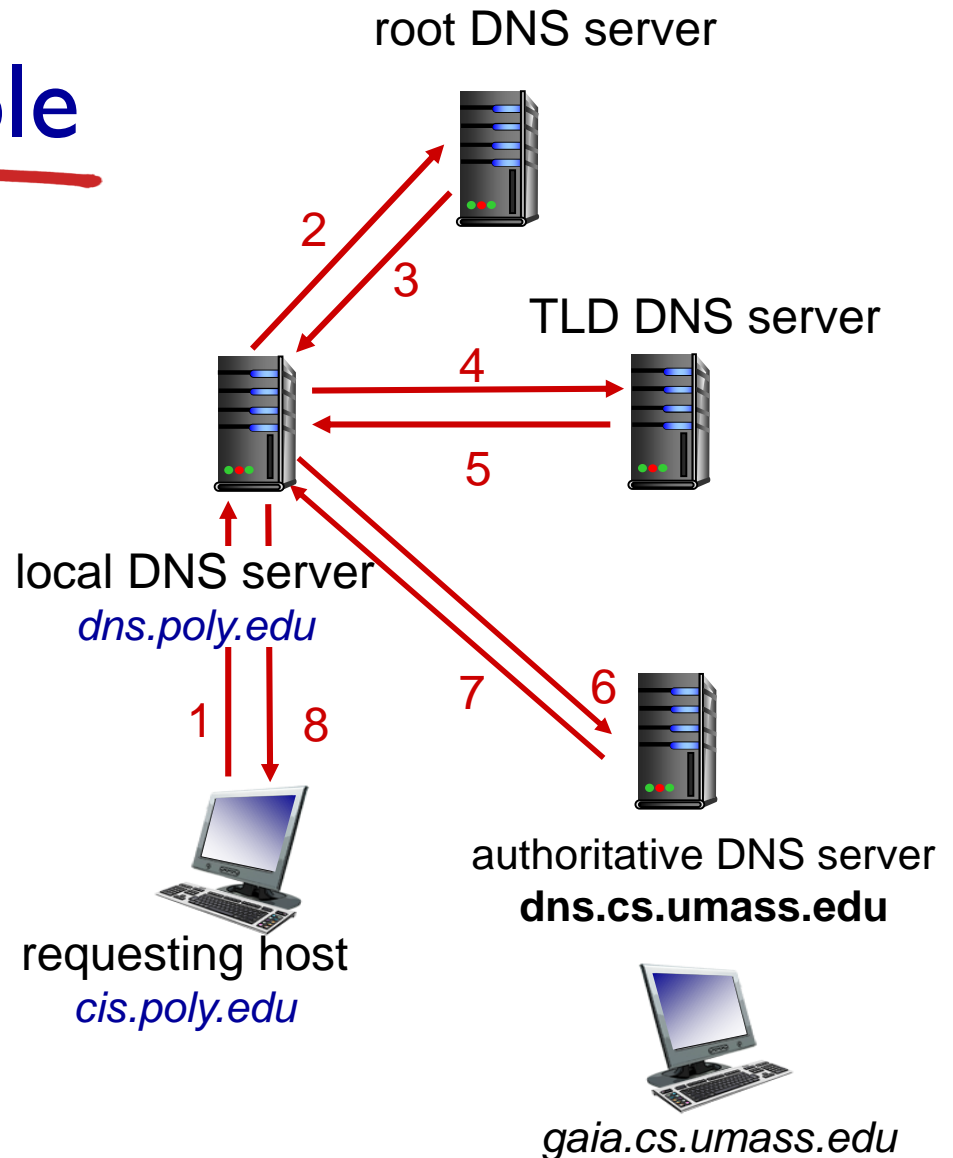 root DNS server
ole
2
3
TLD DNS server
4
5
local DNS server
dns.poly.edu
7
6
1
8
authoritative DNS server
dns.cs.umass.edu
requesting host
cis.poly.edu
gaia.cs.umass.edu